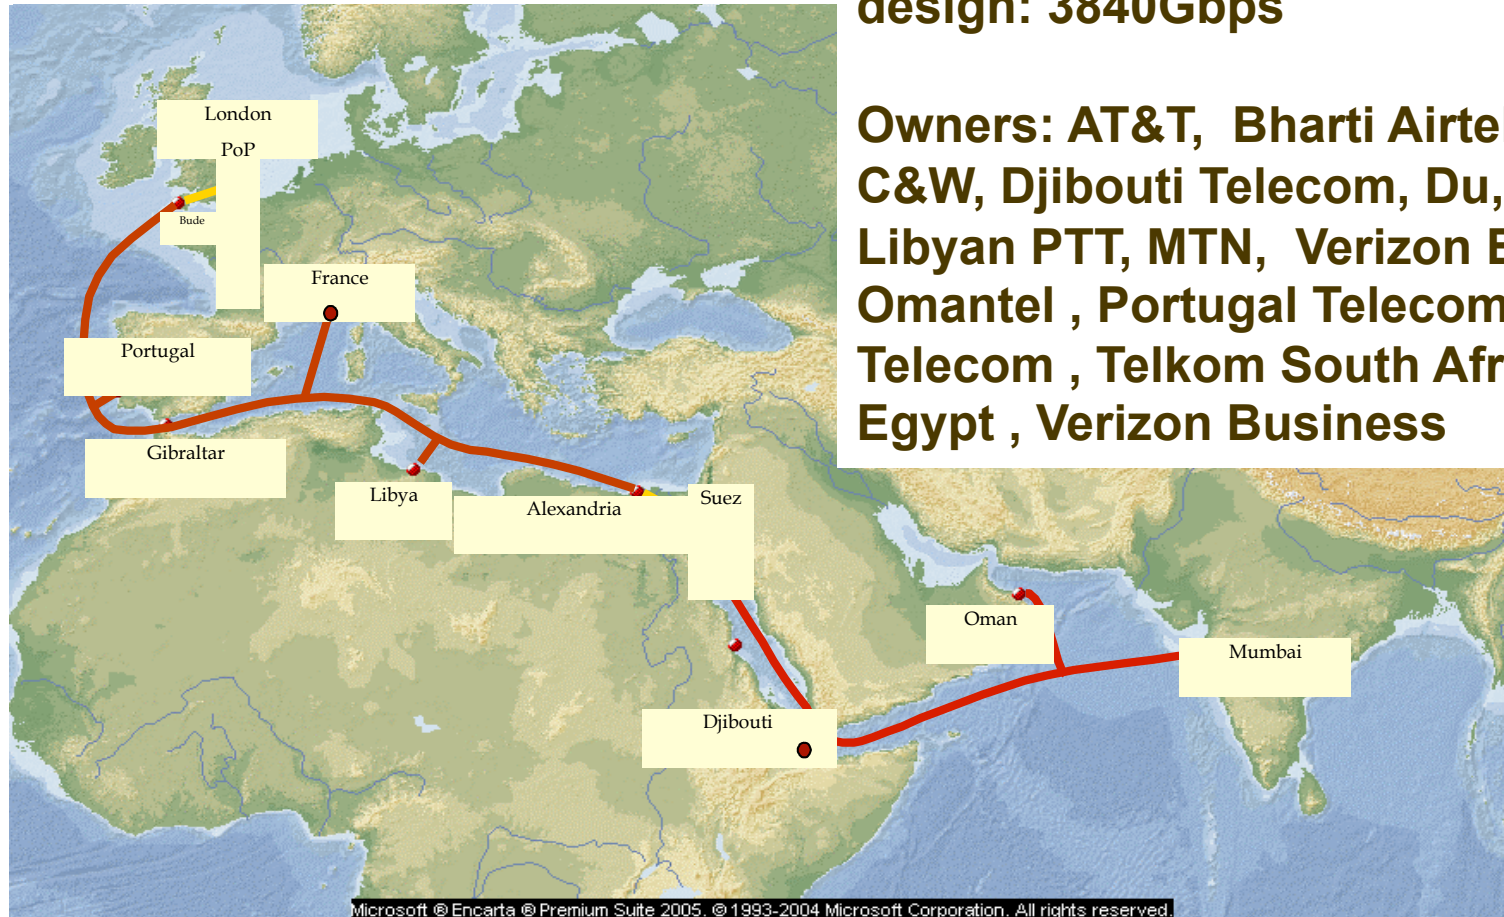 design: 3840Gbps
Owners: AT&T, Bharti Airtel
C&W, Djibouti Telecom, Du,
Libyan PTT, MTN, Verizon
Omantel , Portugal Telecom
Telecom , Telkom South Afr
Egypt , Verizon Business
London
PoP
Bude
France
Portugal
Gibraltar
Libya
Alexandria
Suez
Oman
Mumbai
Djibouti
Microsoft ® Encarta ® Premium Suite 2005. © 1993-2004 Microsoft Corporation. All rights reserved.